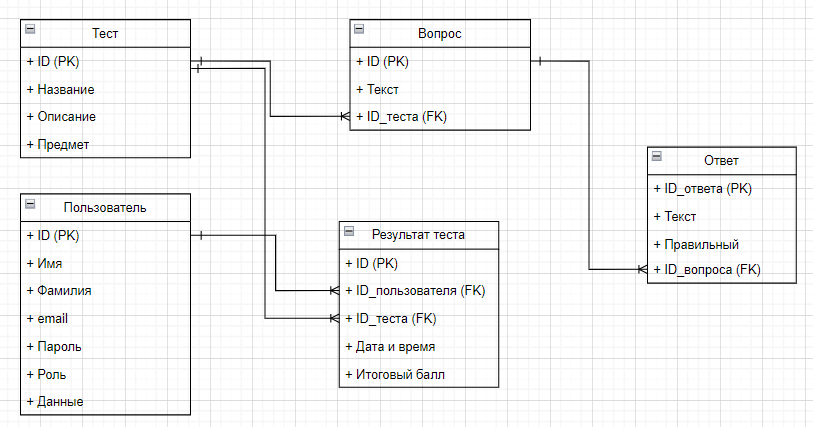 Тест
+ ID (PK)
+ Название
+ Описание
+ Предмет
Вопрос
+ ID (PK)
+ Текст
+ ID_теста (FK)
Ответ
+ ID_ответа (PK)
+ Текст
+ Правильный
+ ID_вопроса (FK)
Пользователь
+ ID (PK)
+ Имя
+ Фамилия
+ email
+ Пароль
+ Роль
+ Данные
Результат теста
+ ID (PK)
+ ID_пользователя (FK)
+ ID_теста (FK)
+ Дата и время
+ Итоговый балл